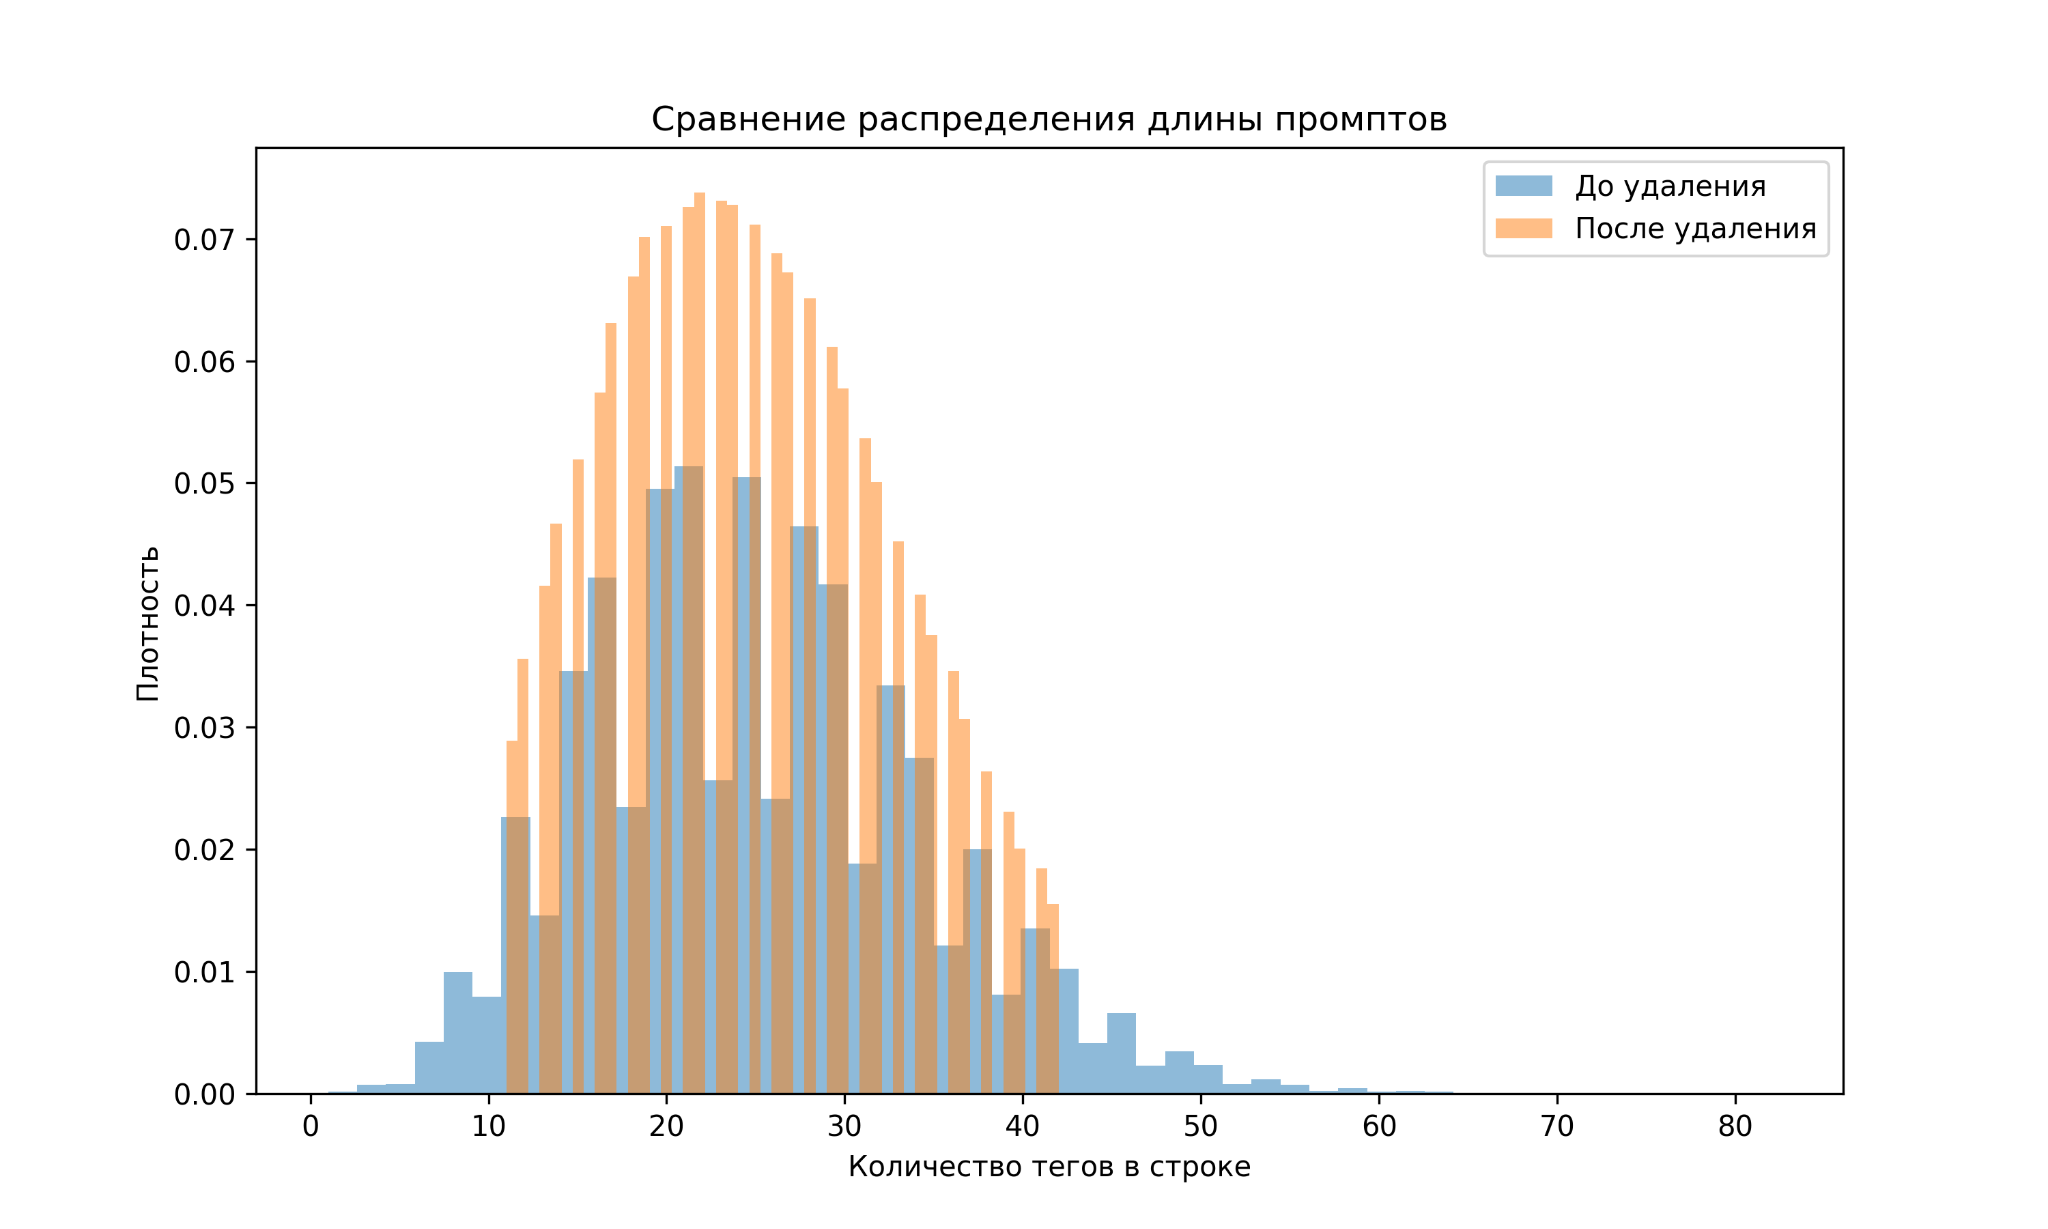 Сравнение распределения длины промптов
До удаления
После удаления
Плотность
0.07
0.06
0.05
0.04
0.03
0.02
0.01
0.00
0 10 20 30 40 50 60 70 80
Количество тегов в строке